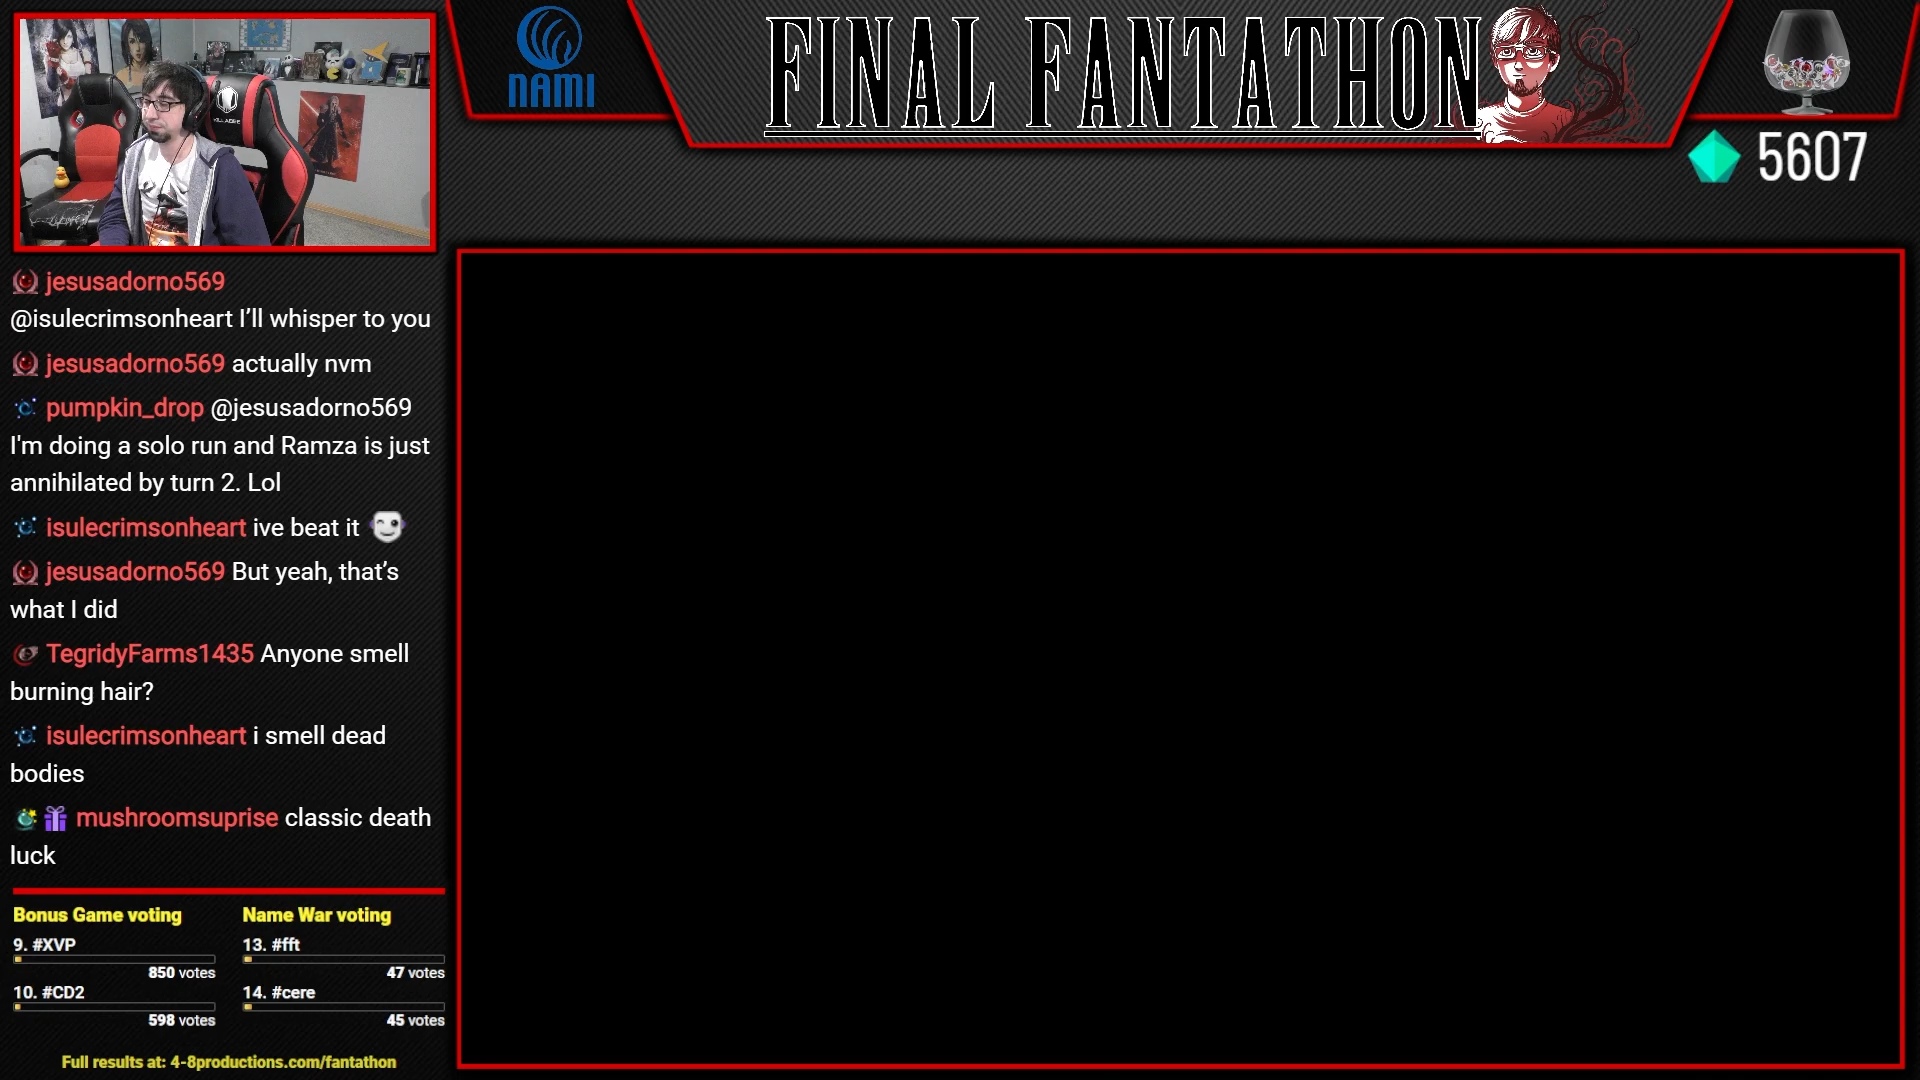 NAMI
FINAL FANTATHON
5607
jesusadorno569
@isulecrimsonheart I’ll whisper to you
jesusadorno569 actually nvm
pumpkin_drop @jesusadorno569
I'm doing a solo run and Ramza is just
annihilated by turn 2. Lol
isulecrimsonheart ive beat it
jesusadorno569 But yeah, that’s
what I did
TegridyFarms1435 Anyone smell
burning hair?
isulecrimsonheart i smell dead
bodies
mushroomsuprise classic death
luck
Bonus Game voting
9. #XVP
850 votes
10. #CD2
598 votes
Name War voting
13. #fft
47 votes
14. #cere
45 votes
Full results at: 4-8productions.com/fantathon